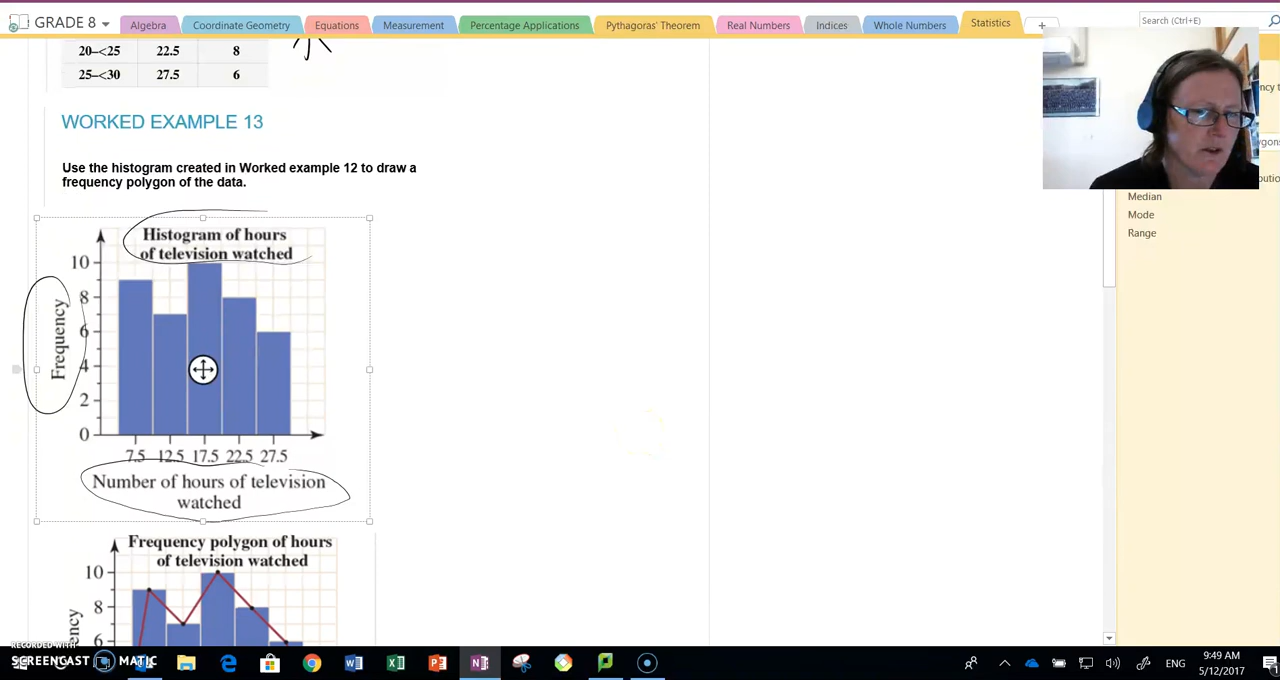 GRADE 8
Algebra
Coordinate Geometry
Equations
Measurement
Percentage Applications
Pythagoras' Theorem
Real Numbers
Indices
Whole Numbers
Statistics
+
Search (Ctrl+E)
20–<25 22.5 8
25–<30 27.5 6
WORKED EXAMPLE 13
Use the histogram created in Worked example 12 to draw a
frequency polygon of the data.
Histogram of hours
of television watched
Frequency
10
8
6
4
2
0
7.5 12.5 17.5 22.5 27.5
Number of hours of television
watched
Frequency polygon of hours
of television watched
10
8
6
Median
Mode
Range
RECORDED WITH
SCREENCAST MATIC
ENG
9:49 AM
5/12/2017